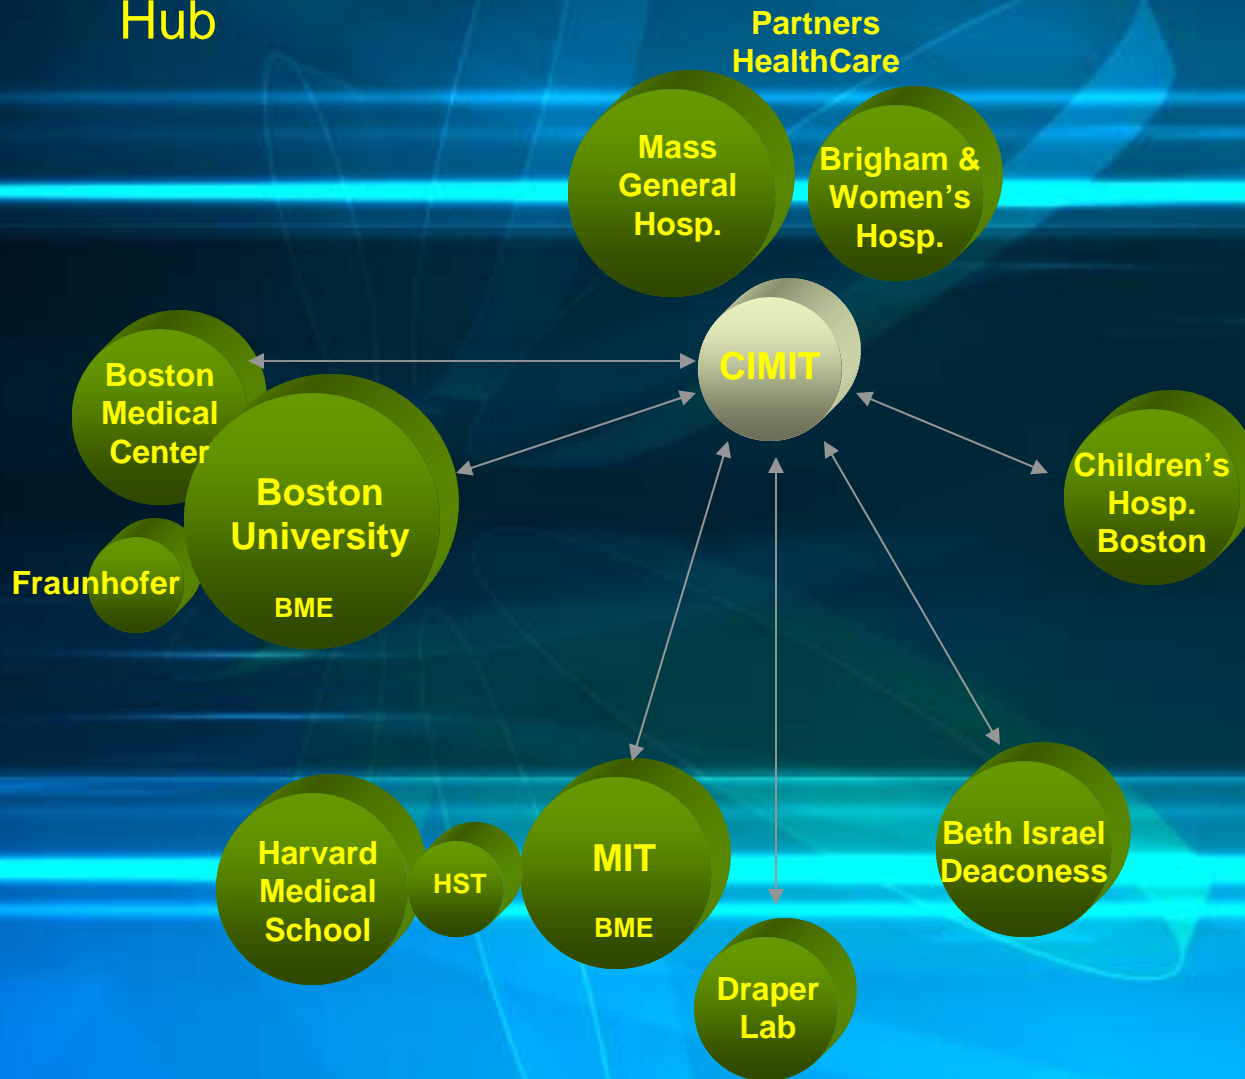 Hub
Partners
HealthCare
Mass
General
Hosp.
Brigham &
Women's
Hosp.
CIMIT
Boston
Medical
Center
Boston
University
BME
Fraunhofer
Children's
Hosp.
Boston
Harvard
Medical
School
HST
MIT
BME
Beth Israel
Deaconess
Draper
Lab